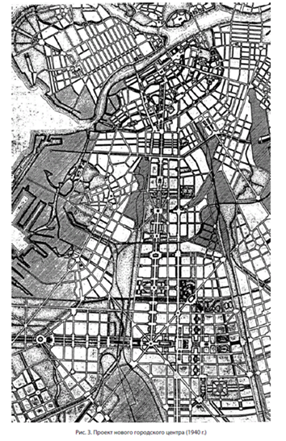 Рис. 3. Проект нового городского центра (1940 г.)